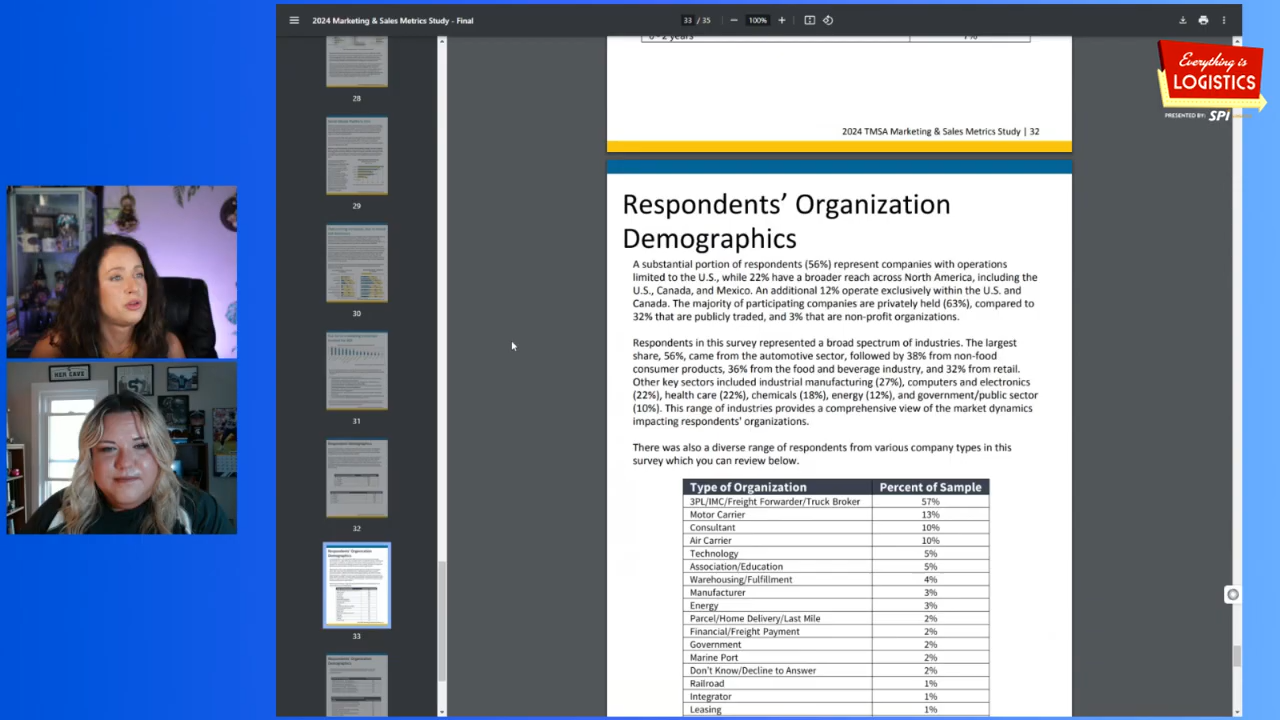 2024 Marketing & Sales Metrics Study - Final
33 / 35
100%
28
29
30
31
32
33
0 - 2 years 1%
2024 TMSA Marketing & Sales Metrics Study | 32
Respondents' Organization
Demographics
A substantial portion of respondents (56%) represent companies with operations
limited to the U.S., while 22% have a broader reach across North America, including the
U.S., Canada, and Mexico. An additional 12% operate exclusively within the U.S. and
Canada. The majority of participating companies are privately held (63%), compared to
32% that are publicly traded, and 3% that are non-profit organizations.
Respondents in this survey represented a broad spectrum of industries. The largest
share, 56%, came from the automotive sector, followed by 38% from non-food
consumer products, 36% from the food and beverage industry, and 32% from retail.
Other key sectors included industrial manufacturing (27%), computers and electronics
(22%), health care (22%), chemicals (18%), energy (12%), and government/public sector
(10%). This range of industries provides a comprehensive view of the market dynamics
impacting respondents' organizations.
There was also a diverse range of respondents from various company types in this
survey which you can review below.
Type of Organization Percent of Sample
3PL/IMC/Freight Forwarder/Truck Broker 57%
Motor Carrier 13%
Consultant 10%
Air Carrier 10%
Technology 5%
Association/Education 5%
Warehousing/Fulfillment 4%
Manufacturer 3%
Energy 3%
Parcel/Home Delivery/Last Mile 2%
Financial/Freight Payment 2%
Government 2%
Marine Port 2%
Don't Know/Decline to Answer 2%
Railroad 1%
Integrator 1%
Leasing 1%
Everything is
LOGISTICS
PRESENTED BY: SPI
HER CAVE